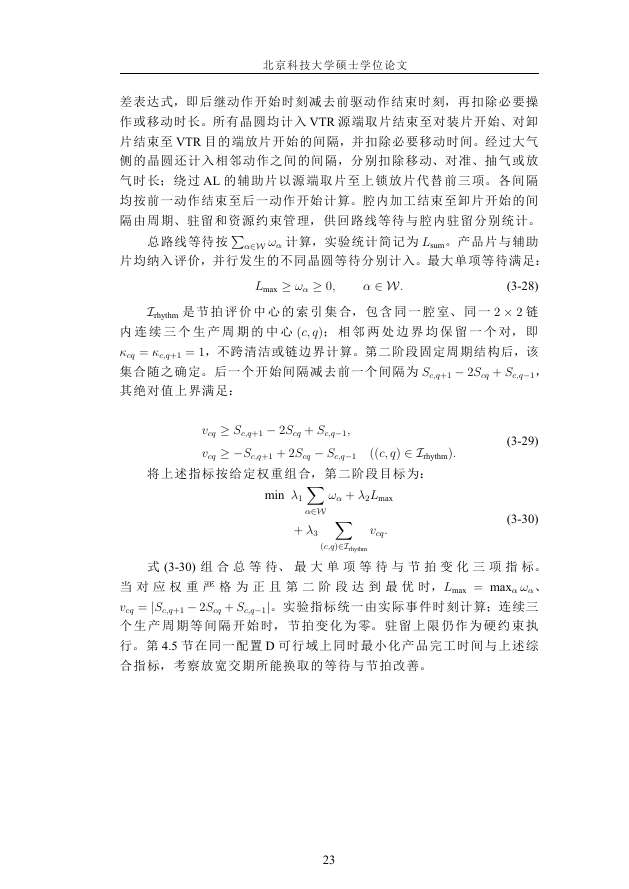 北京科技大学硕士学位论文
差表达式，即后继动作开始时刻减去前驱动作结束时刻，再扣除必要操
作或移动时长。所有晶圆均计入 VTR 源端取片结束至对装片开始、对卸
片结束至 VTR 目的端放片开始的间隔，并扣除必要移动时间。经过大气
侧的晶圆还计入相邻动作之间的间隔，分别扣除移动、对准、抽气或放
气时长；绕过 AL 的辅助片以源端取片至上锁放片代替前三项。各间隔
均按前一动作结束至后一动作开始计算。腔内加工结束至卸片开始的间
隔由周期、驻留和资源约束管理，供回路线等待与腔内驻留分别统计。
总路线等待按 ∑_{α∈𝒲} ω_α 计算，实验统计简记为 L_sum。产品片与辅助
片均纳入评价，并行发生的不同晶圆等待分别计入。最大单项等待满足：
L_max ≥ ω_α ≥ 0, α ∈ 𝒲. (3-28)
ℐ_rhythm 是节拍评价中心的索引集合，包含同一腔室、同一 2 × 2 链
内连续三个生产周期的中心 (c, q)；相邻两处边界均保留一个对，即
κ_cq = κ_{c,q+1} = 1，不跨清洁或链边界计算。第二阶段固定周期结构后，该
集合随之确定。后一个开始间隔减去前一个间隔为 S_{c,q+1} − 2S_cq + S_{c,q−1}，
其绝对值上界满足：
v_cq ≥ S_{c,q+1} − 2S_cq + S_{c,q−1},
(3-29)
v_cq ≥ −S_{c,q+1} + 2S_cq − S_{c,q−1} ((c, q) ∈ ℐ_rhythm).
将上述指标按给定权重组合，第二阶段目标为：
min λ_1 ∑_{α∈𝒲} ω_α + λ_2 L_max
(3-30)
+ λ_3 ∑_{(c,q)∈ℐ_rhythm} v_cq.
式 (3-30) 组合总等待、最大单项等待与节拍变化三项指标。
当对应权重严格为正且第二阶段达到最优时，L_max = max_α ω_α、
v_cq = |S_{c,q+1} − 2S_cq + S_{c,q−1}|。实验指标统一由实际事件时刻计算；连续三
个生产周期等间隔开始时，节拍变化为零。驻留上限仍作为硬约束执
行。第 4.5 节在同一配置 D 可行域上同时最小化产品完工时间与上述综
合指标，考察放宽交期所能换取的等待与节拍改善。
23